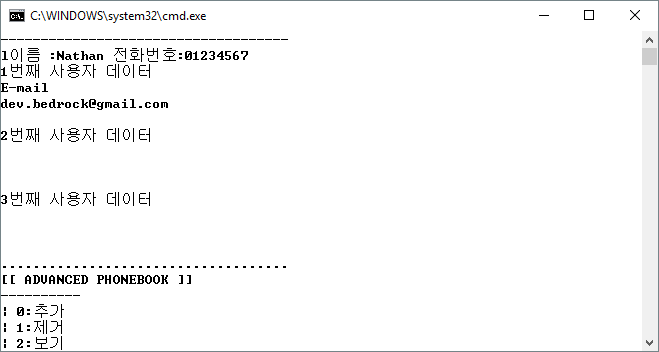 C:\WINDOWS\system32\cmd.exe
------------------------------------
1이름 :Nathan 전화번호:01234567
1번째 사용자 데이터
E-mail
dev.bedrock@gmail.com
2번째 사용자 데이터
3번째 사용자 데이터
....................................
[[ ADVANCED PHONEBOOK ]]
----------
¦ 0:추가
¦ 1:제거
¦ 2:보기